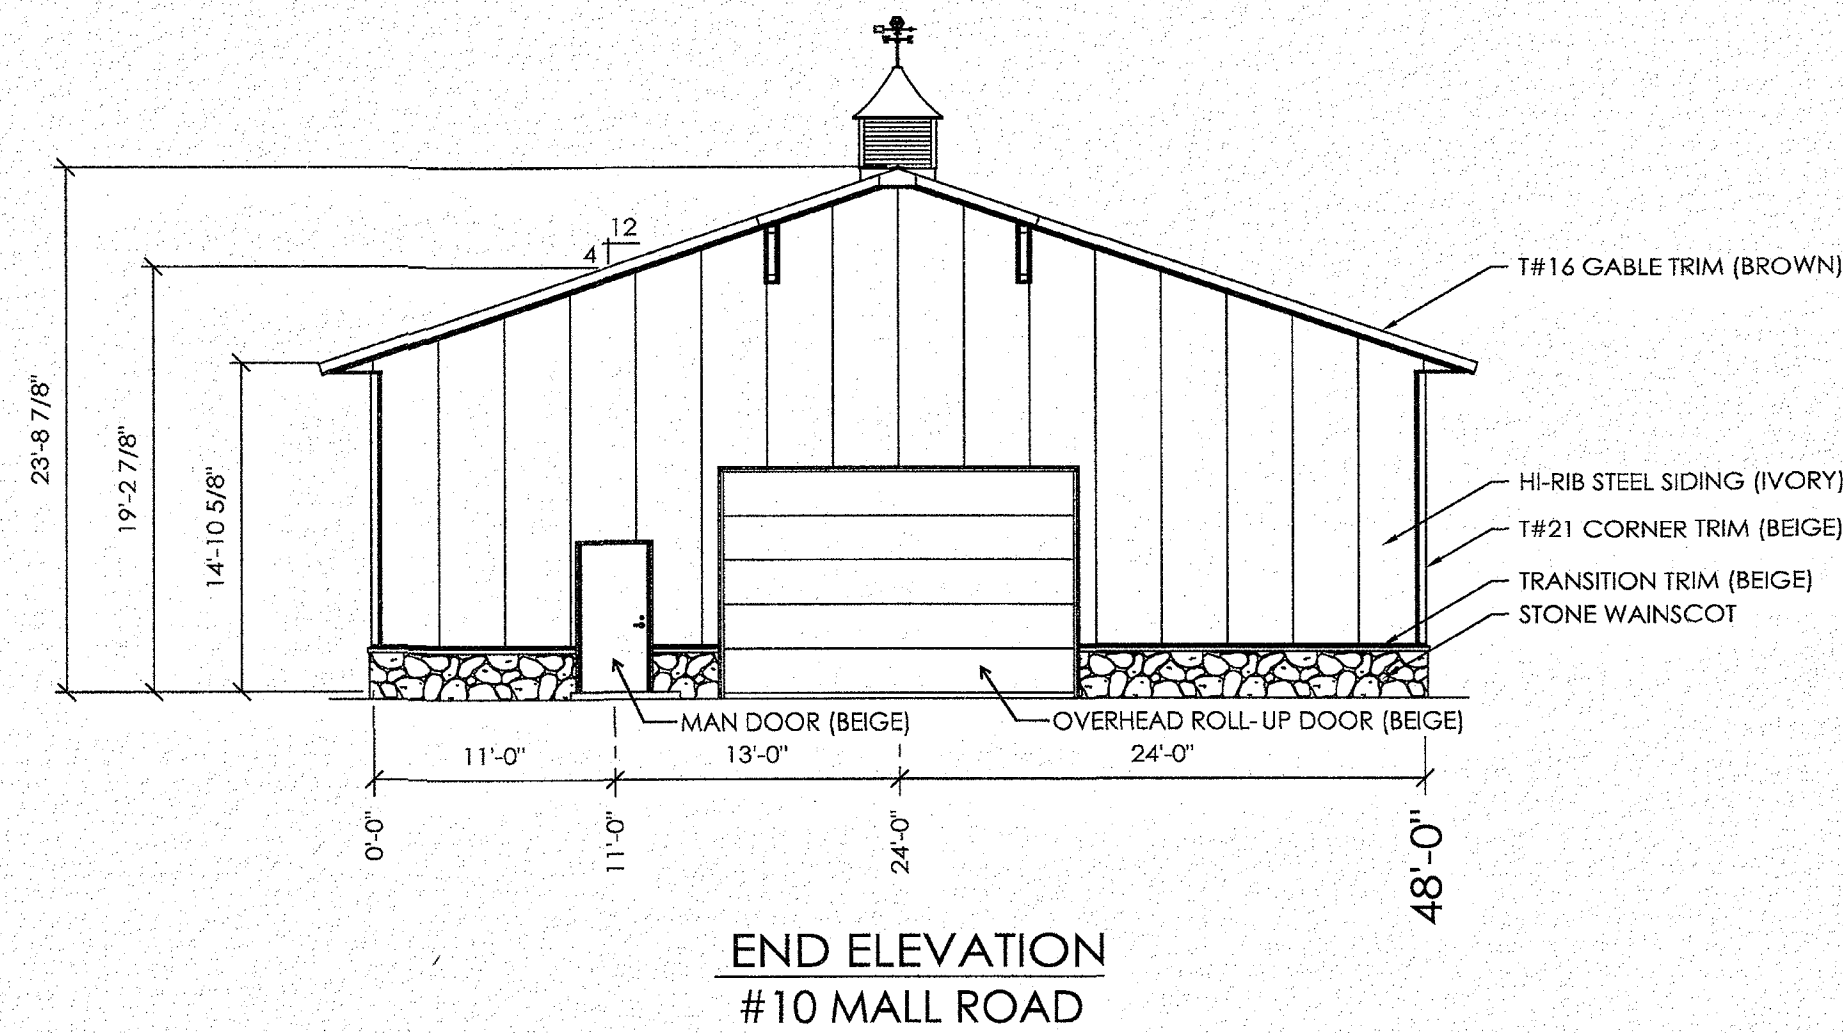 12
4
T#16 GABLE TRIM (BROWN)
23'-8 7/8"
19'-2 7/8"
14'-10 5/8"
HI-RIB STEEL SIDING (IVORY)
T#21 CORNER TRIM (BEIGE)
TRANSITION TRIM (BEIGE)
STONE WAINSCOT
MAN DOOR (BEIGE)
OVERHEAD ROLL-UP DOOR (BEIGE)
11'-0"
13'-0"
24'-0"
0'-0"
11'-0"
24'-0"
48'-0"
END ELEVATION
#10 MALL ROAD